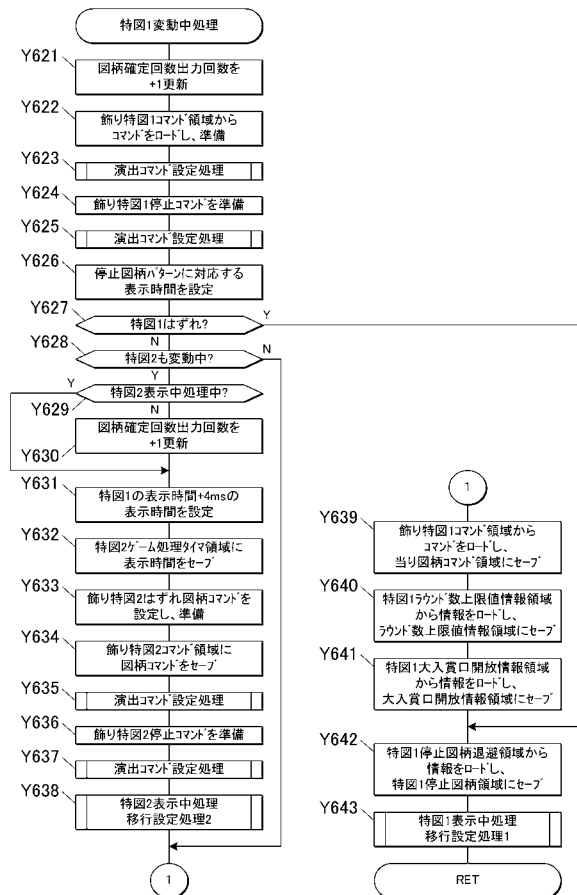 特図1変動中処理
Y621
図柄確定回数出力回数を
+1更新
Y622
飾り特図1コマンド領域から
コマンドをロードし、準備
Y623
演出コマンド設定処理
Y624
飾り特図1停止コマンドを準備
Y625
演出コマンド設定処理
Y626
停止図柄パターンに対応する
表示時間を設定
Y627
特図1はずれ?
Y
N
Y628
特図2も変動中?
N
Y
Y629
特図2表示中処理中?
Y
N
Y630
図柄確定回数出力回数を
+1更新
Y631
特図1の表示時間+4msの
表示時間を設定
Y632
特図2ゲーム処理タイマ領域に
表示時間をセーブ
Y633
飾り特図2はずれ図柄コマンドを
設定し、準備
Y634
飾り特図2コマンド領域に
図柄コマンドをセーブ
Y635
演出コマンド設定処理
Y636
飾り特図2停止コマンドを準備
Y637
演出コマンド設定処理
Y638
特図2表示中処理
移行設定処理2
1
1
Y639
飾り特図1コマンド領域から
コマンドをロードし、
当り図柄コマンド領域にセーブ
Y640
特図1ラウンド数上限値情報領域
から情報をロードし、
ラウンド数上限値情報領域にセーブ
Y641
特図1大入賞口開放情報領域
から情報をロードし、
大入賞口開放情報領域にセーブ
Y642
特図1停止図柄退避領域から
情報をロードし、
特図1停止図柄領域にセーブ
Y643
特図1表示中処理
移行設定処理1
RET